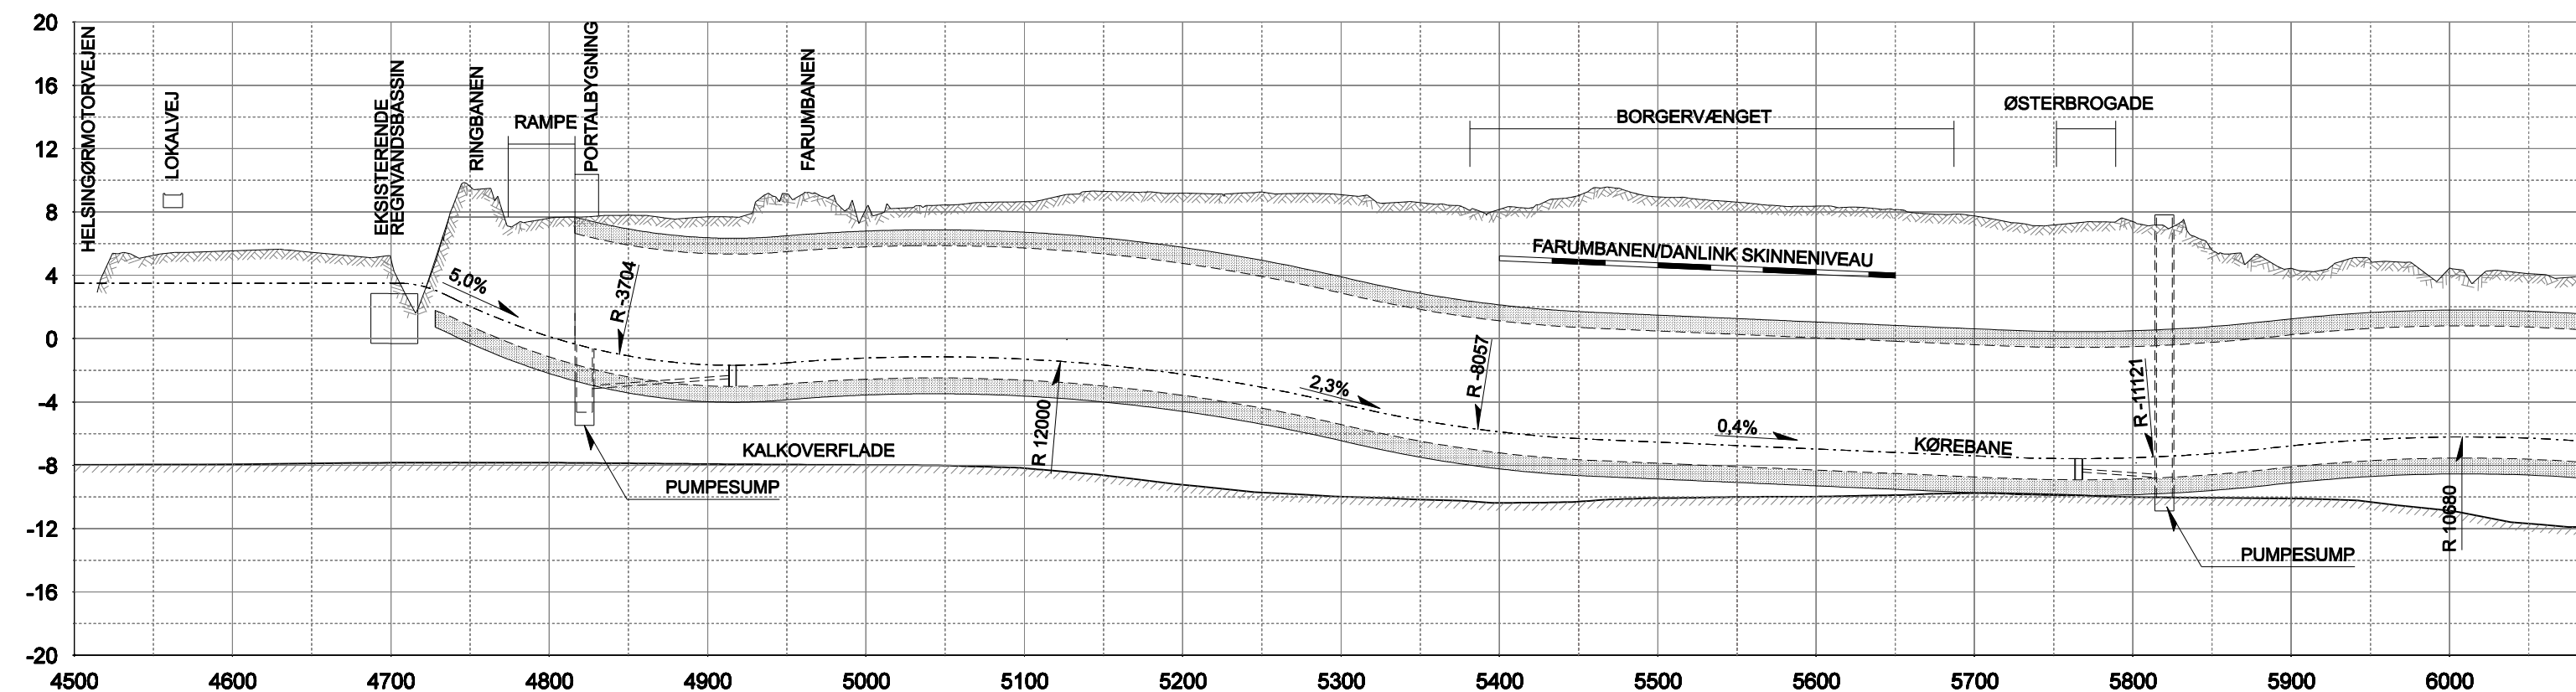 20
16
12
8
4
0
-4
-8
-12
-16
-20
HELSINGØRMOTORVEJEN
LOKALVEJ
EKSISTERENDE
REGNVANDSBASSIN
RINGBANEN
RAMPE
PORTALBYGNING
FARUMBANEN
BORGERVÆNGET
ØSTERBROGADE
FARUMBANEN/DANLINK SKINNENIVEAU
5,0%
R -3704
R 12000
2,3%
R -8057
0,4%
KØREBANE
R -11121
R 10680
KALKOVERFLADE
PUMPESUMP
PUMPESUMP
4500 4600 4700 4800 4900 5000 5100 5200 5300 5400 5500 5600 5700 5800 5900 6000